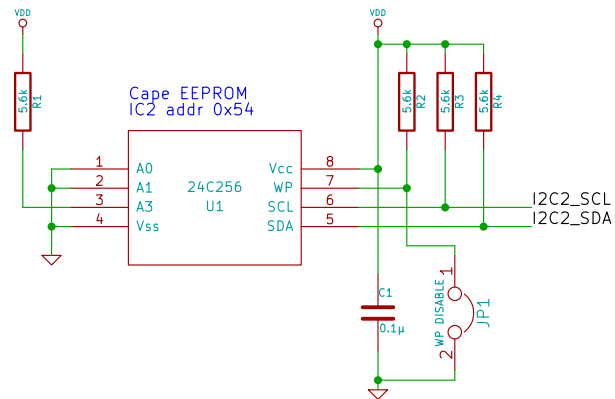 VDD
VDD
5.6k
R1
Cape EEPROM
IC2 addr 0x54
5.6k
R2
5.6k
R3
5.6k
R4
1
A0
Vcc
8
2
A1
24C256
WP
7
3
A3
U1
SCL
6
I2C2_SCL
4
Vss
SDA
5
I2C2_SDA
C1
0.1µ
1
WP DISABLE
JP1
2